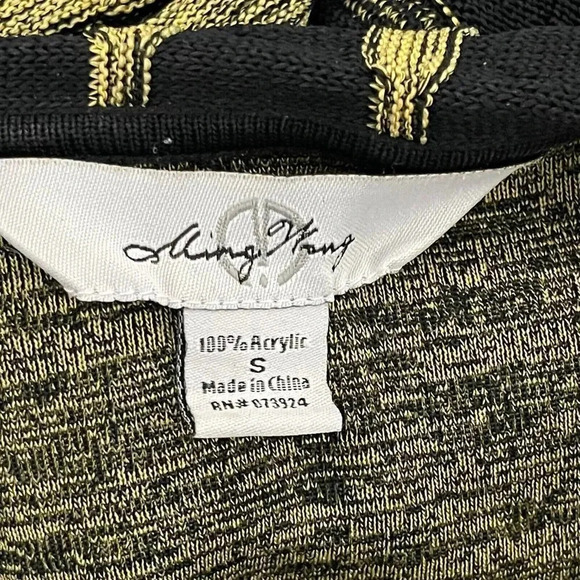 Ming Wang
100% Acrylic
S
Made in China
RN# 073924